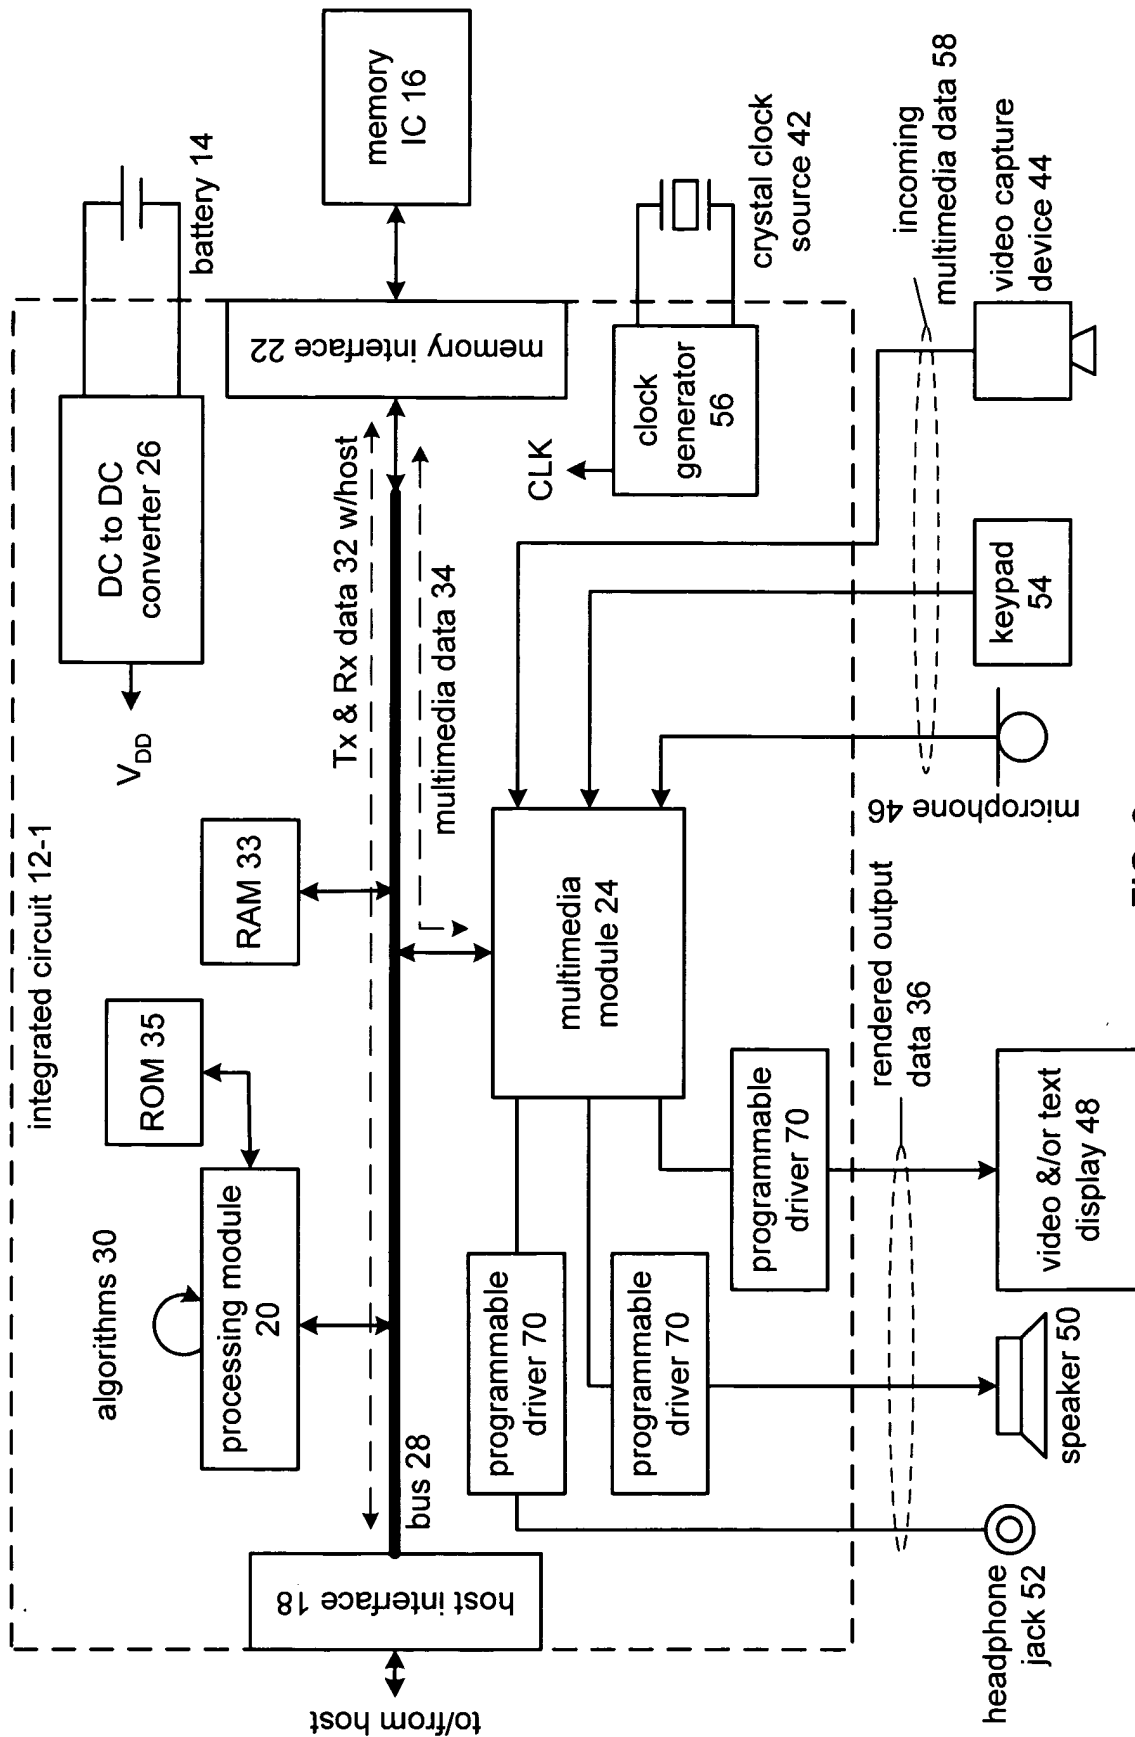 integrated circuit 12-1
DC to DC
converter 26
battery 14
V_DD
algorithms 30
ROM 35
processing module
20
RAM 33
Tx & Rx data 32 w/host
memory interface 22
memory
IC 16
host interface 18
to/from host
bus 28
multimedia data 34
CLK
clock
generator
56
crystal clock
source 42
multimedia
module 24
programmable
driver 70
programmable
driver 70
programmable
driver 70
rendered output
data 36
incoming
multimedia data 58
headphone
jack 52
speaker 50
video &/or text
display 48
microphone 46
keypad
54
video capture
device 44